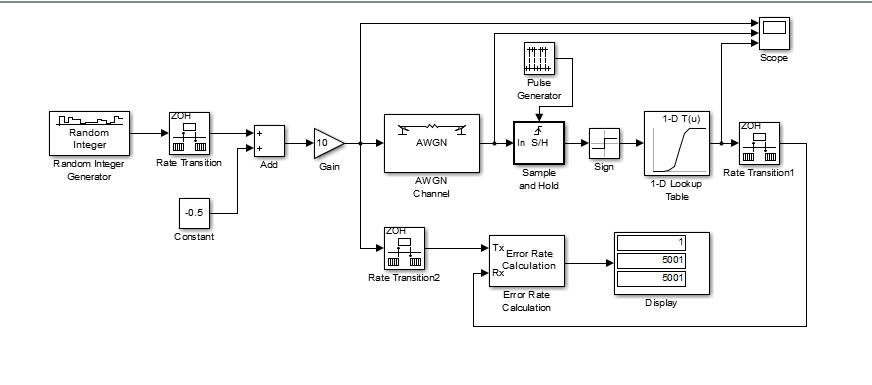 Scope
Pulse
Generator
Random
Integer
Random Integer
Generator
ZOH
Rate Transition
+
+
Add
10
Gain
AWGN
AWGN
Channel
In S/H
Sample
and Hold
Sign
1-D T(u)
1-D Lookup
Table
ZOH
Rate Transition1
-0.5
Constant
ZOH
Rate Transition2
Tx
Rx
Error Rate
Calculation
Error Rate
Calculation
1
5001
5001
Display